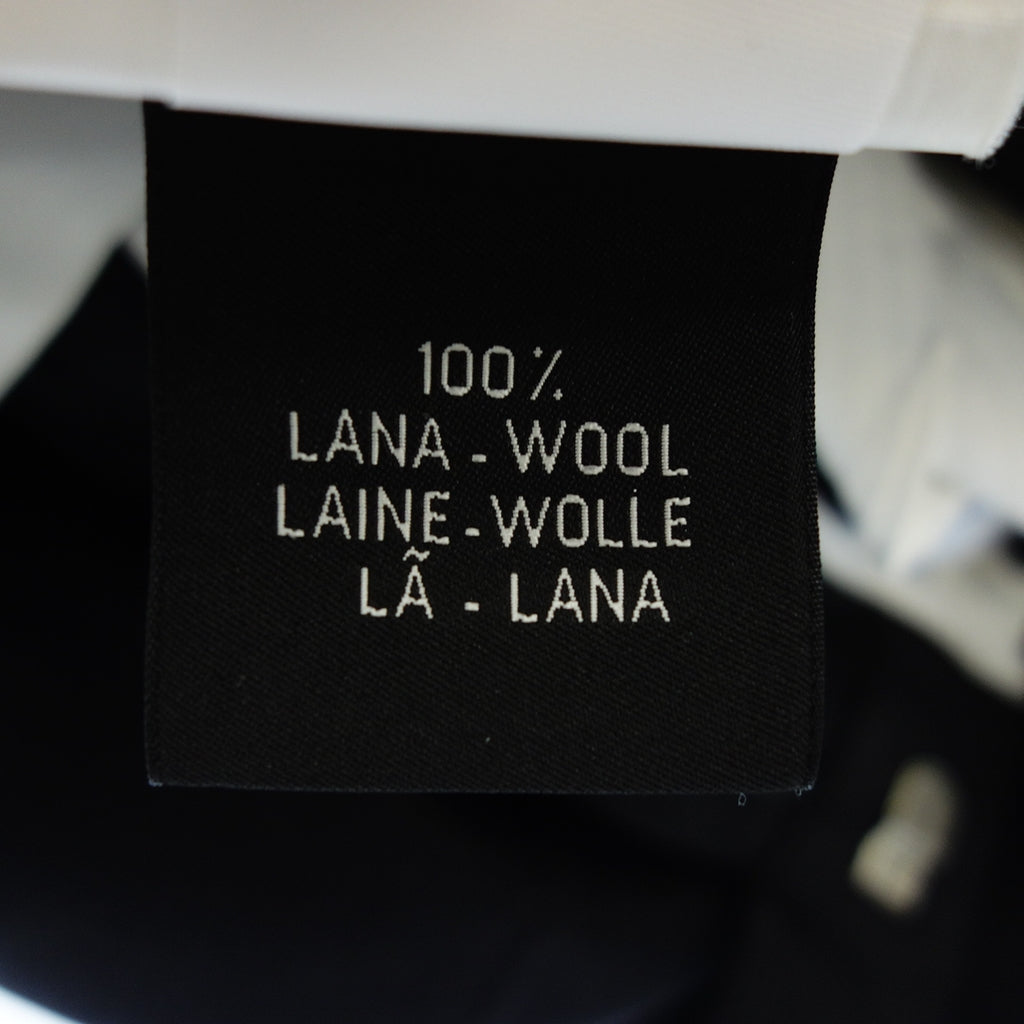 100%
LANA - WOOL
LAINE - WOLLE
LÃ - LANA